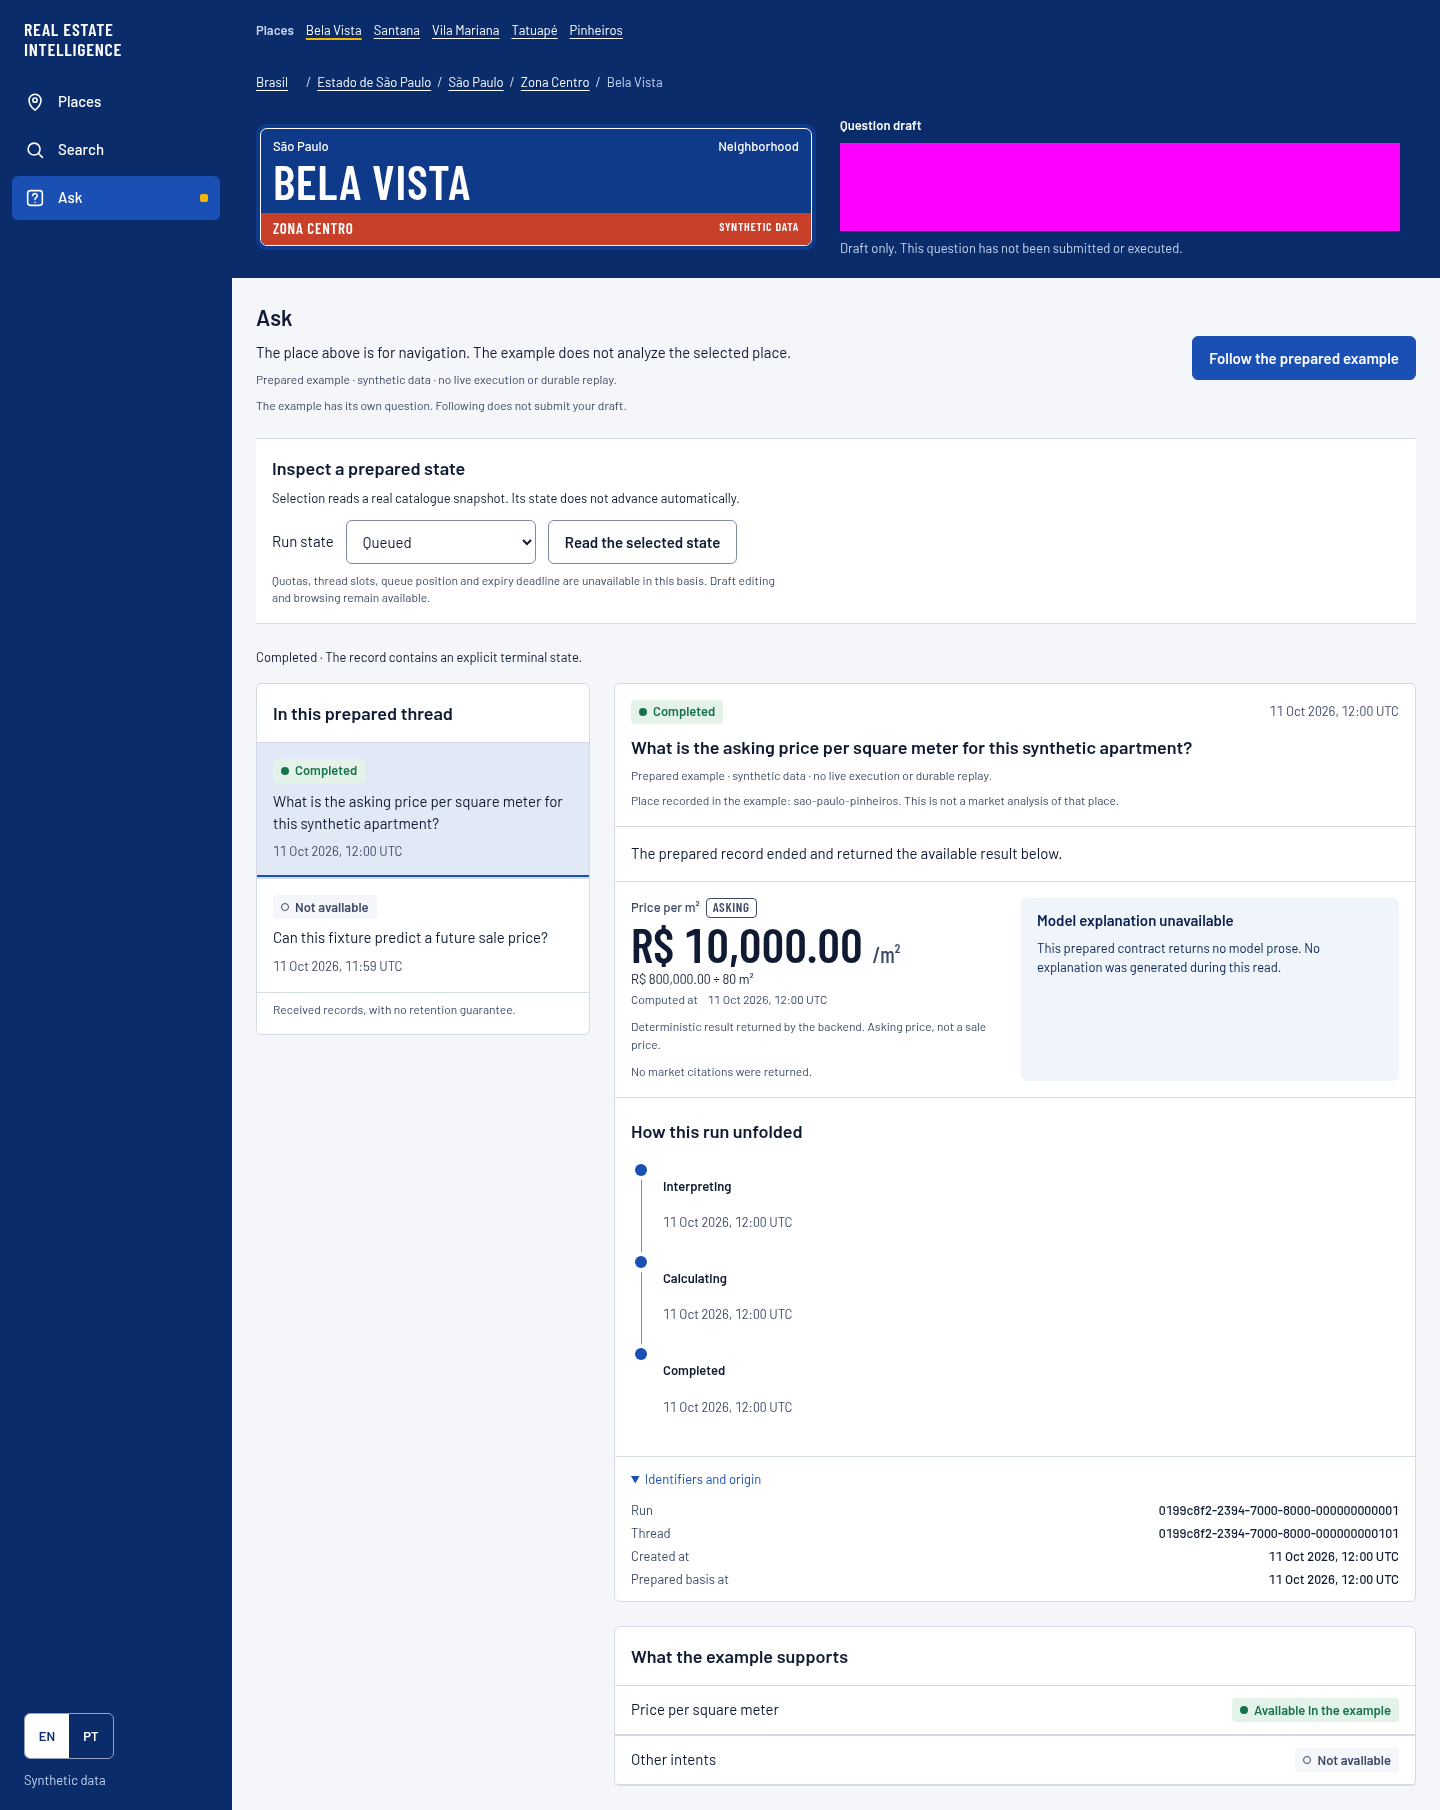 REAL ESTATE
INTELLIGENCE
Places
Search
Ask
Places Bela Vista Santana Vila Mariana Tatuapé Pinheiros
Brasil / Estado de São Paulo / São Paulo / Zona Centro / Bela Vista
São Paulo Neighborhood
BELA VISTA
ZONA CENTRO SYNTHETIC DATA
Question draft
Draft only. This question has not been submitted or executed.
Ask
The place above is for navigation. The example does not analyze the selected place.
Prepared example · synthetic data · no live execution or durable replay.
The example has its own question. Following does not submit your draft.
Follow the prepared example
Inspect a prepared state
Selection reads a real catalogue snapshot. Its state does not advance automatically.
Run state Queued Read the selected state
Quotas, thread slots, queue position and expiry deadline are unavailable in this basis. Draft editing
and browsing remain available.
Completed · The record contains an explicit terminal state.
In this prepared thread
Completed
What is the asking price per square meter for
this synthetic apartment?
11 Oct 2026, 12:00 UTC
Not available
Can this fixture predict a future sale price?
11 Oct 2026, 11:59 UTC
Received records, with no retention guarantee.
Completed 11 Oct 2026, 12:00 UTC
What is the asking price per square meter for this synthetic apartment?
Prepared example · synthetic data · no live execution or durable replay.
Place recorded in the example: sao-paulo-pinheiros. This is not a market analysis of that place.
The prepared record ended and returned the available result below.
Price per m² ASKING
R$ 10,000.00 /m²
R$ 800,000.00 ÷ 80 m²
Computed at 11 Oct 2026, 12:00 UTC
Deterministic result returned by the backend. Asking price, not a sale
price.
No market citations were returned.
Model explanation unavailable
This prepared contract returns no model prose. No
explanation was generated during this read.
How this run unfolded
Interpreting
11 Oct 2026, 12:00 UTC
Calculating
11 Oct 2026, 12:00 UTC
Completed
11 Oct 2026, 12:00 UTC
Identifiers and origin
Run 0199c8f2-2394-7000-8000-000000000001
Thread 0199c8f2-2394-7000-8000-000000000101
Created at 11 Oct 2026, 12:00 UTC
Prepared basis at 11 Oct 2026, 12:00 UTC
What the example supports
Price per square meter Available in the example
Other intents Not available
EN PT
Synthetic data